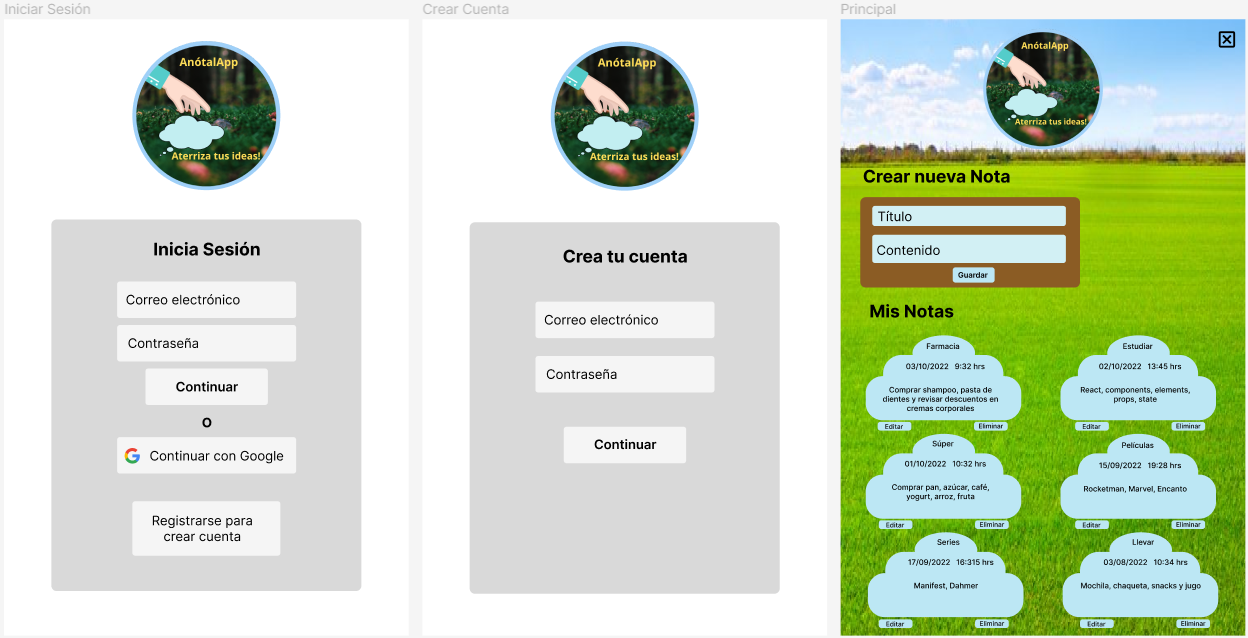 Iniciar Sesión
AnótalApp
Aterriza tus ideas!
Inicia Sesión
Correo electrónico
Contraseña
Continuar
O
Continuar con Google
Registrarse para
crear cuenta
Crear Cuenta
AnótalApp
Aterriza tus ideas!
Crea tu cuenta
Correo electrónico
Contraseña
Continuar
Principal
AnótalApp
Aterriza tus ideas!
Crear nueva Nota
Título
Contenido
Guardar
Mis Notas
Farmacia
03/10/2022 9:32 hrs
Comprar shampoo, pasta de
dientes y revisar descuentos en
cremas corporales
Editar
Eliminar
Estudiar
02/10/2022 13:45 hrs
React, components, elements,
props, state
Editar
Eliminar
Súper
01/10/2022 10:32 hrs
Comprar pan, azúcar, café,
yogurt, arroz, fruta
Editar
Eliminar
Películas
15/09/2022 19:28 hrs
Rocketman, Marvel, Encanto
Editar
Eliminar
Series
17/09/2022 16:315 hrs
Manifest, Dahmer
Editar
Eliminar
Llevar
03/08/2022 10:34 hrs
Mochila, chaqueta, snacks y jugo
Editar
Eliminar